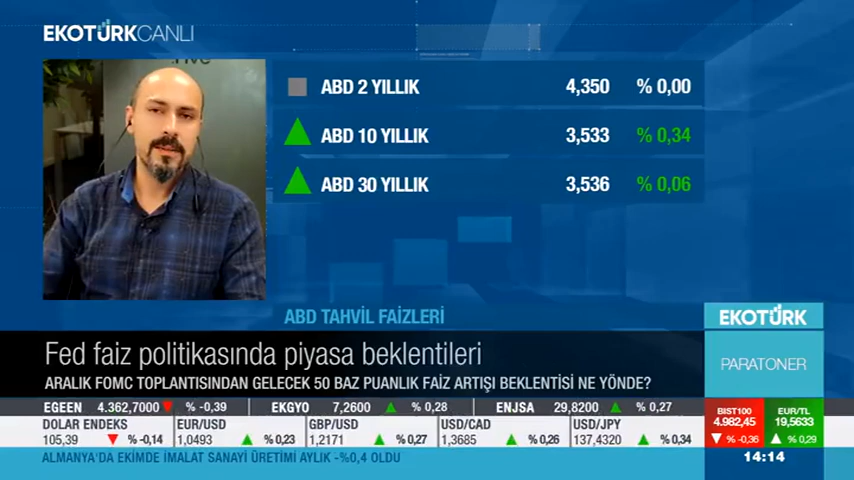 EKOTÜRK CANLI
ABD 2 YILLIK 4,350 % 0,00
ABD 10 YILLIK 3,533 % 0,34
ABD 30 YILLIK 3,536 % 0,06
ABD TAHVİL FAİZLERİ
EKOTÜRK
PARATONER
Fed faiz politikasında piyasa beklentileri
ARALIK FOMC TOPLANTISINDAN GELECEK 50 BAZ PUANLIK FAİZ ARTIŞI BEKLENTİSİ NE YÖNDE?
EGEEN 4.362,7000 % -0,39 EKGYO 7,2600 % 0,28 ENJSA 29,8200 % 0,27
DOLAR ENDEKS EUR/USD GBP/USD USD/CAD USD/JPY
105,39 % -0,14 1,0493 % 0,23 1,2171 % 0,27 1,3685 % 0,26 137,4320 % 0,34
BIST100 EUR/TL
4.982,45 19,5633
% -0,36 % 0,29
ALMANYA'DA EKİMDE İMALAT SANAYİ ÜRETİMİ AYLIK -%0,4 OLDU
14:14